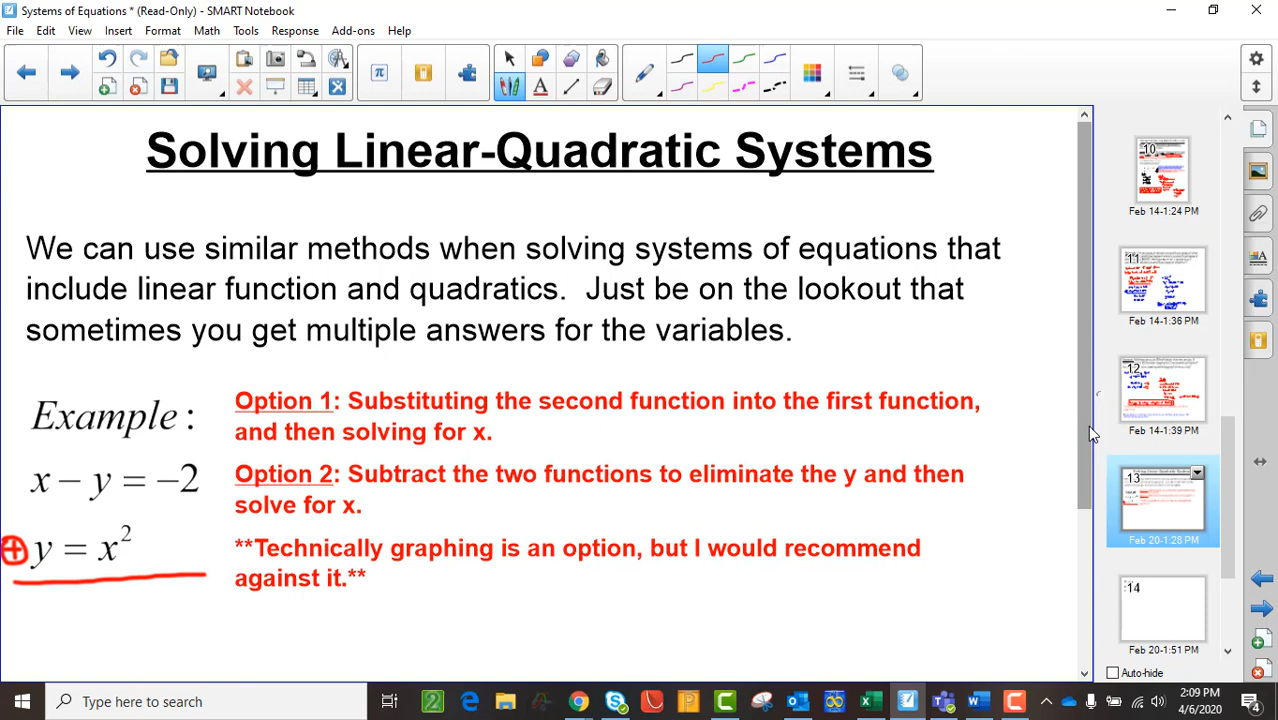 Systems of Equations * (Read-Only) - SMART Notebook
File Edit View Insert Format Math Tools Response Add-ons Help
Solving Linear-Quadratic Systems
We can use similar methods when solving systems of equations that
include linear function and quadratics. Just be on the lookout that
sometimes you get multiple answers for the variables.
Example :
x − y = −2
⊕ y = x²
Option 1: Substituting the second function into the first function,
and then solving for x.
Option 2: Subtract the two functions to eliminate the y and then
solve for x.
**Technically graphing is an option, but I would recommend
against it.**
10
Feb 14-1:24 PM
11
Feb 14-1:36 PM
12
Feb 14-1:39 PM
13
Feb 20-1:28 PM
14
Feb 20-1:51 PM
Auto-hide
Type here to search
2:09 PM
4/6/2020
4